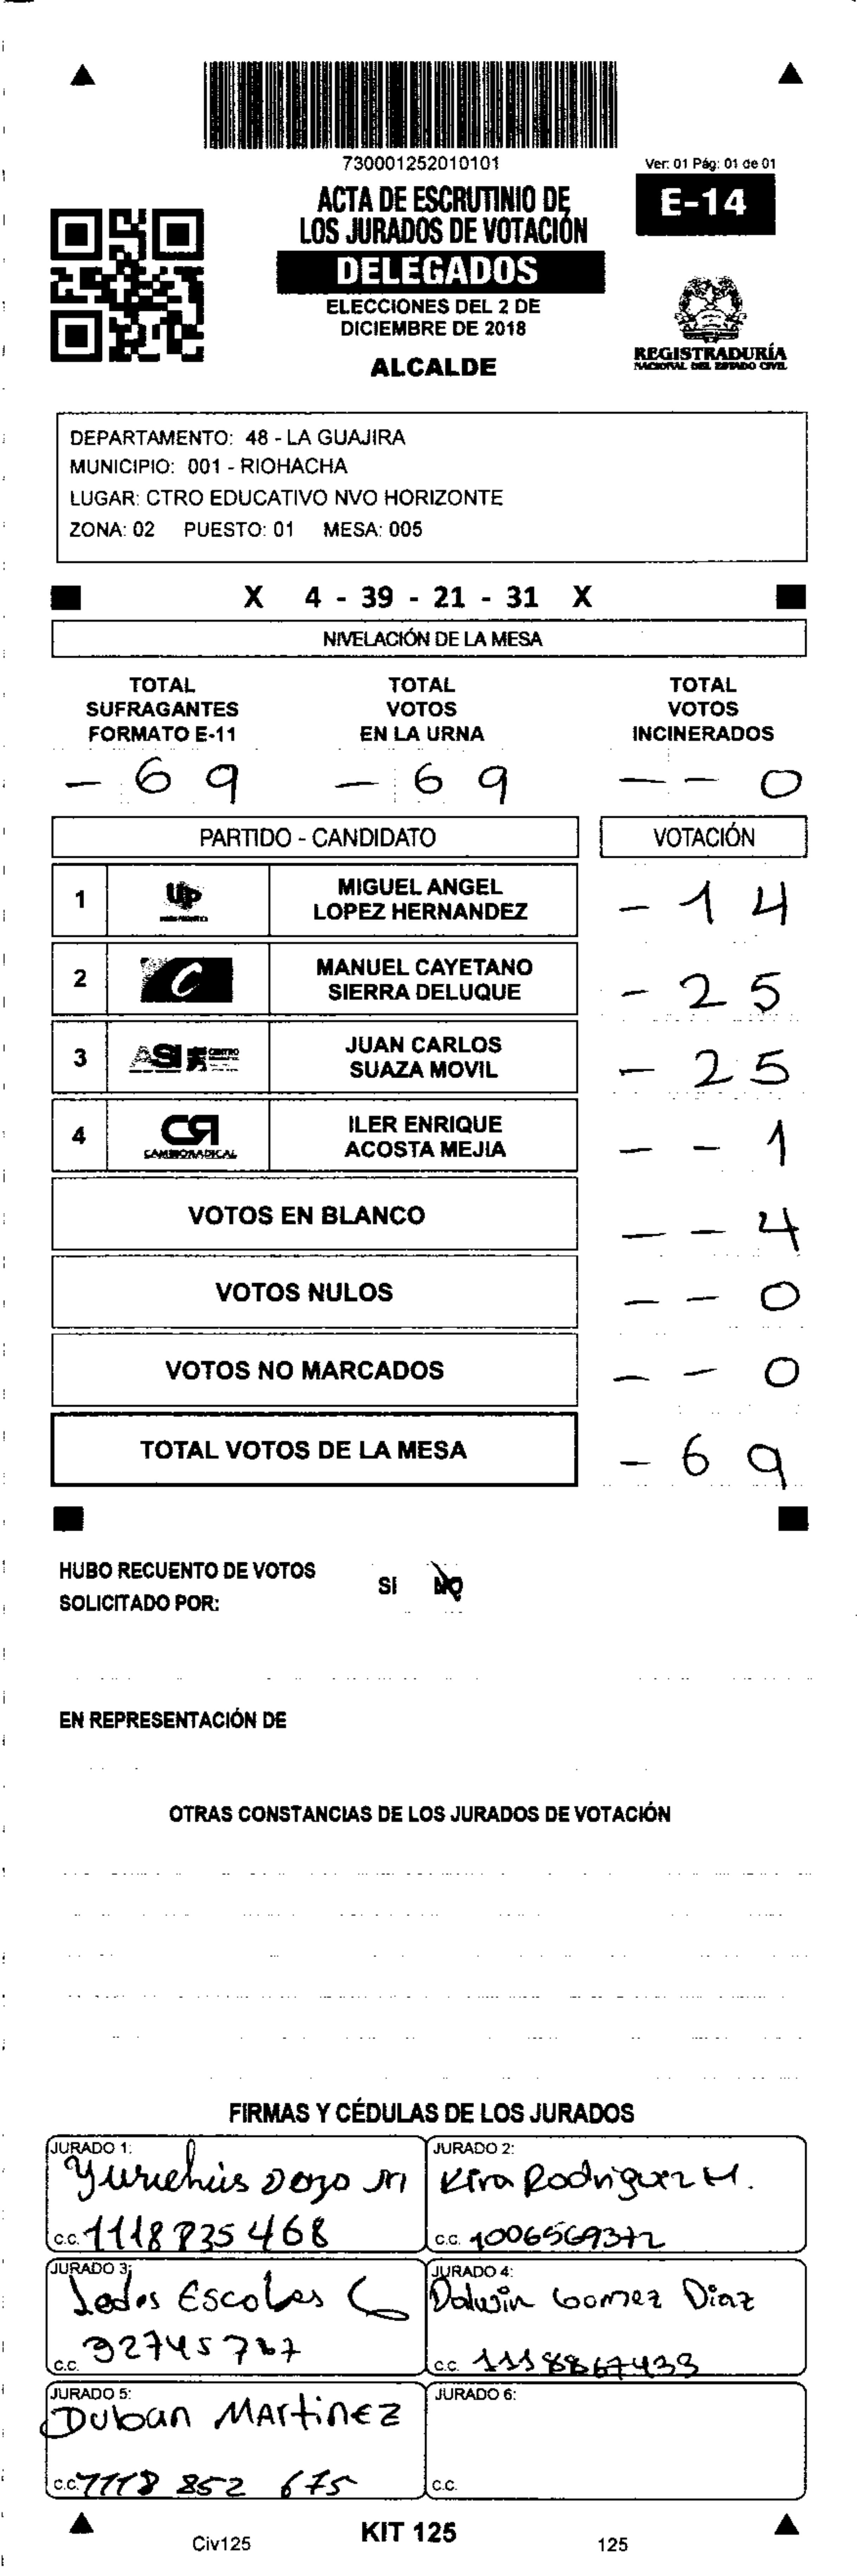 730001252010101
Ver: 01 Pág: 01 de 01
ACTA DE ESCRUTINIO DE
LOS JURADOS DE VOTACIÓN
E-14
DELEGADOS
ELECCIONES DEL 2 DE
DICIEMBRE DE 2018
ALCALDE
REGISTRADURÍA
NACIONAL DEL ESTADO CIVIL
DEPARTAMENTO: 48 - LA GUAJIRA
MUNICIPIO: 001 - RIOHACHA
LUGAR: CTRO EDUCATIVO NVO HORIZONTE
ZONA: 02 PUESTO: 01 MESA: 005
X 4 - 39 - 21 - 31 X
NIVELACIÓN DE LA MESA
TOTAL SUFRAGANTES FORMATO E-11
TOTAL VOTOS EN LA URNA
TOTAL VOTOS INCINERADOS
- 6 9
- 6 9
- - 0
PARTIDO - CANDIDATO
VOTACIÓN
1 UP MIGUEL ANGEL
LOPEZ HERNANDEZ - 1 4
2 C MANUEL CAYETANO
SIERRA DELUQUE - 2 5
3 ASI CENTRO JUAN CARLOS
SUAZA MOVIL - 2 5
4 CR CAMBIO RADICAL ILER ENRIQUE
ACOSTA MEJIA - - 1
VOTOS EN BLANCO - - 4
VOTOS NULOS - - 0
VOTOS NO MARCADOS - - 0
TOTAL VOTOS DE LA MESA - 6 9
HUBO RECUENTO DE VOTOS SI NO
SOLICITADO POR:
EN REPRESENTACIÓN DE
OTRAS CONSTANCIAS DE LOS JURADOS DE VOTACIÓN
FIRMAS Y CÉDULAS DE LOS JURADOS
JURADO 1:
c.c. 1118835468
JURADO 2:
Kira Rodriguez M.
c.c. 1006569372
JURADO 3:
Escobar
c.c. 32745767
JURADO 4:
Dalwin Gomez Diaz
c.c. 1118867433
JURADO 5:
Duban Martinez
c.c. 1118 852 675
JURADO 6:
c.c.
Civ125
KIT 125
125